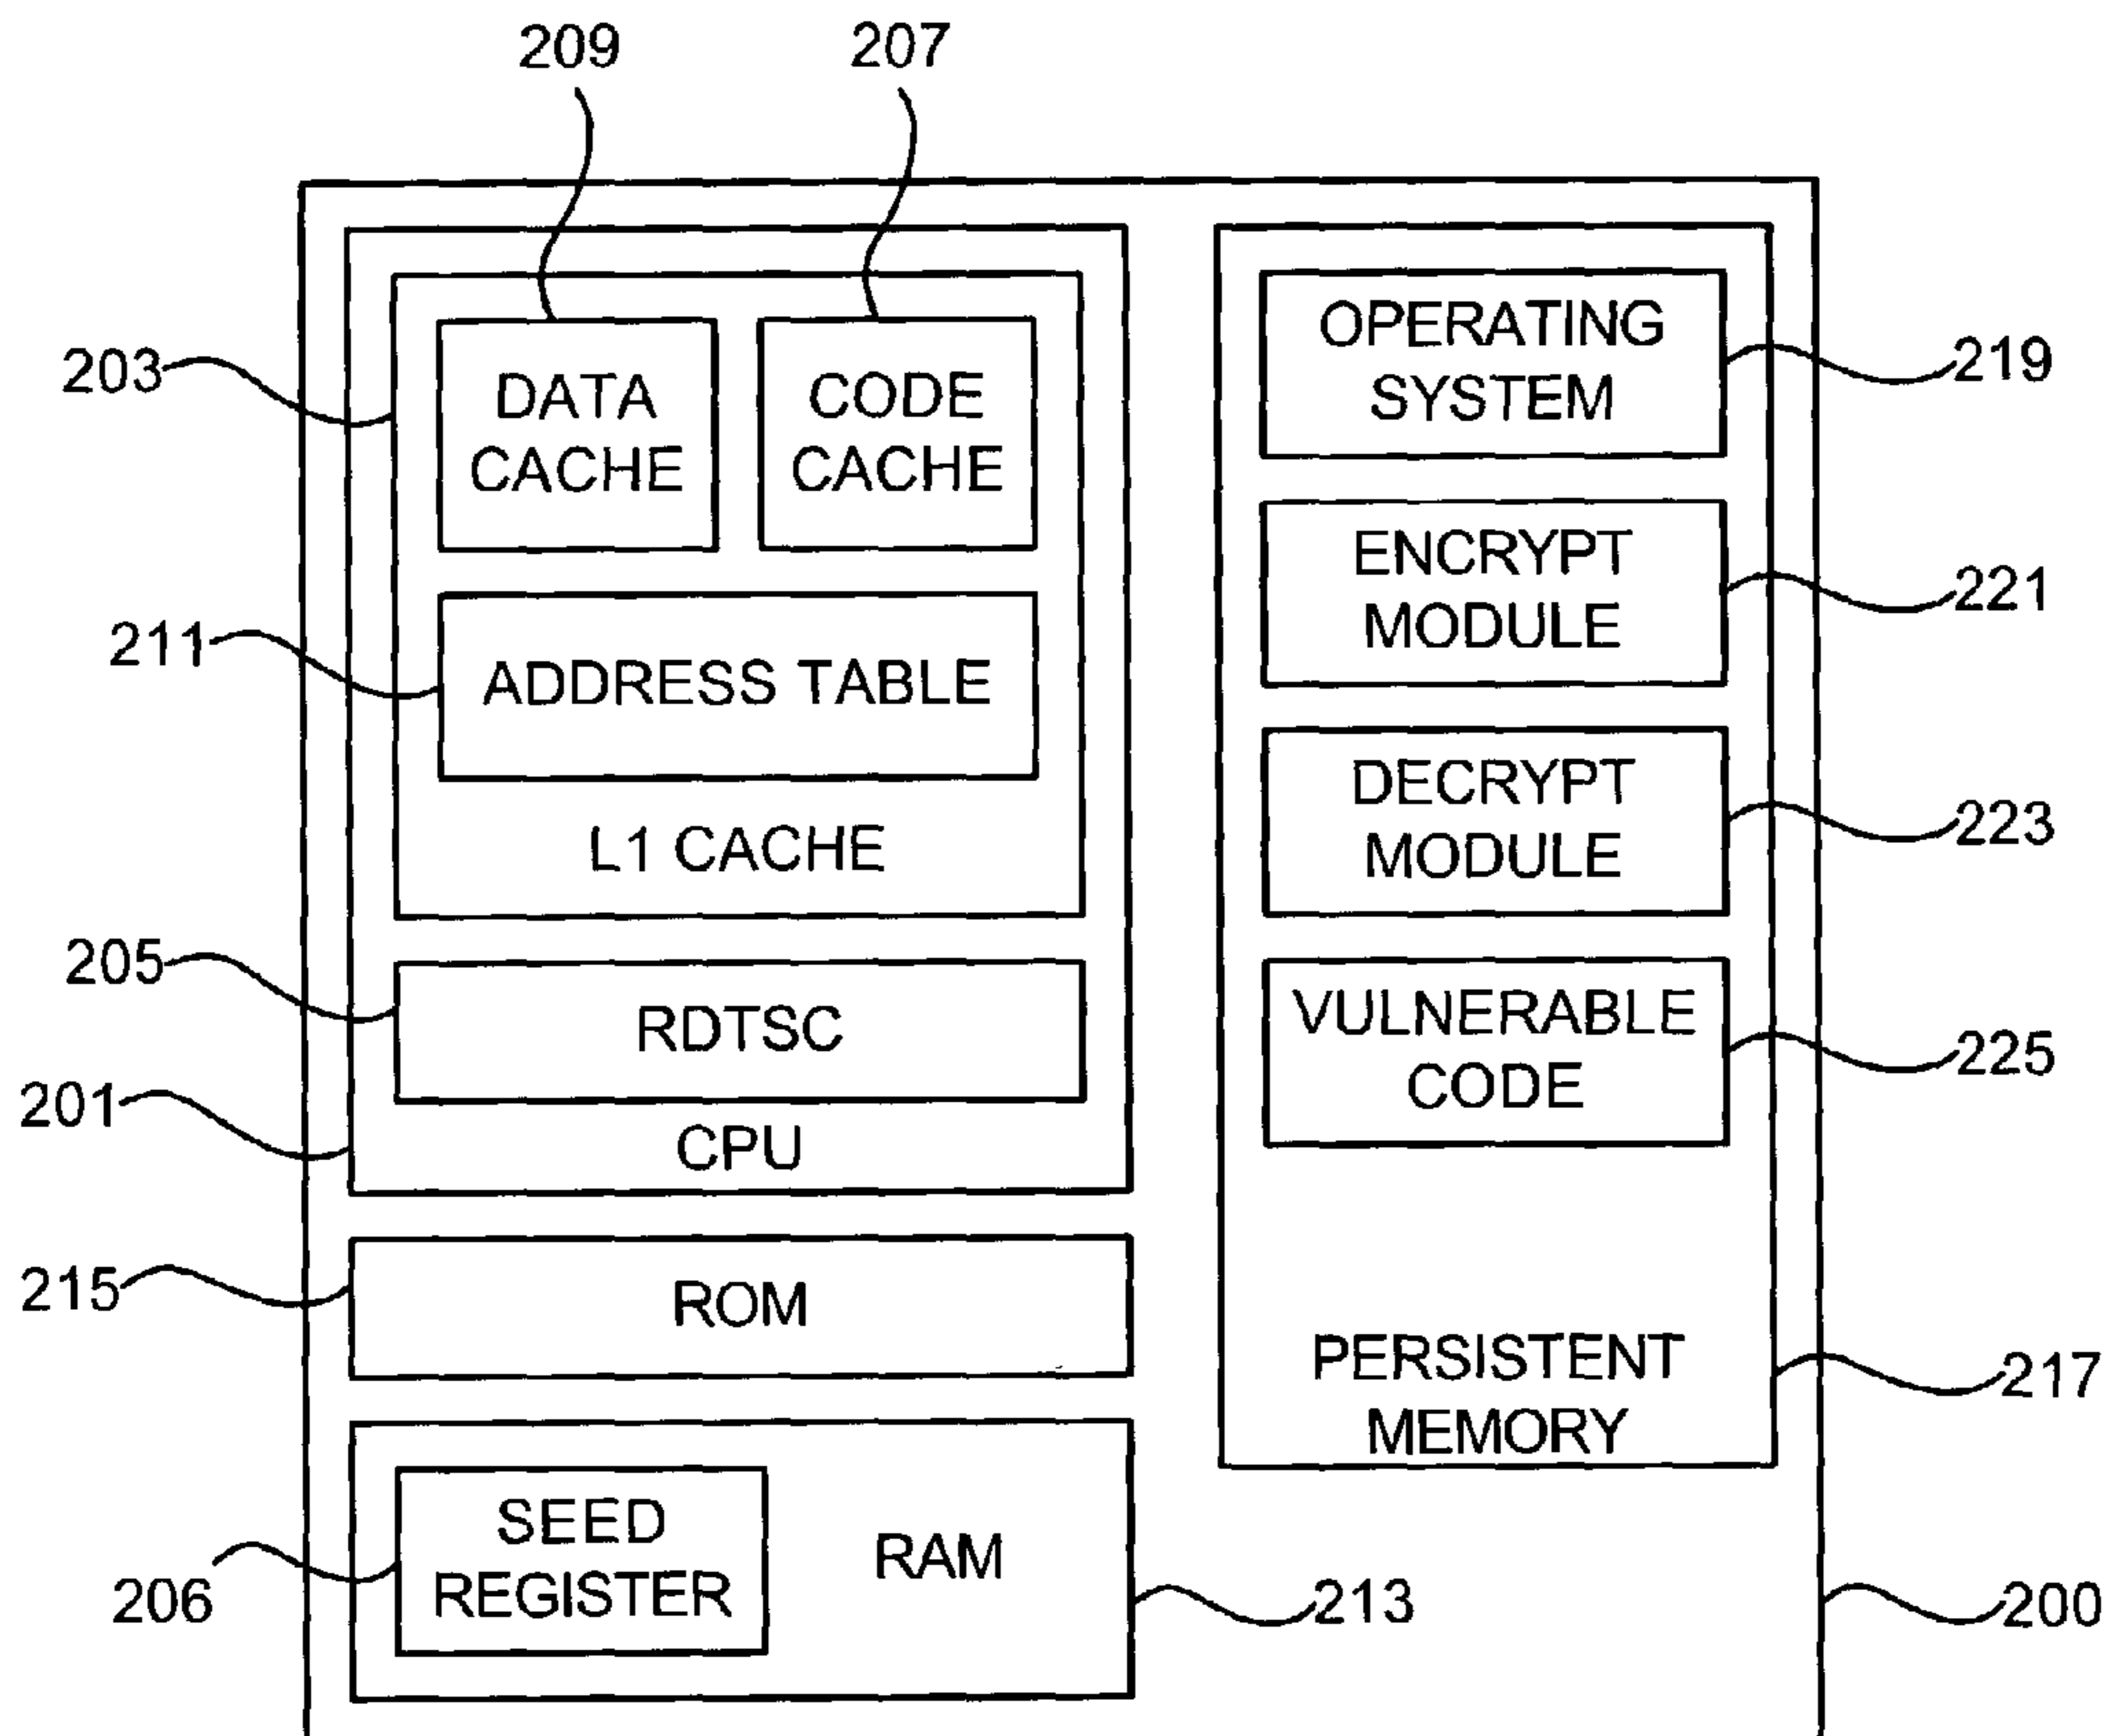 209
207
203
DATA
CACHE
CODE
CACHE
211
ADDRESS TABLE
L1 CACHE
205
RDTSC
201
CPU
215
ROM
206
SEED
REGISTER
RAM
213
OPERATING
SYSTEM
219
ENCRYPT
MODULE
221
DECRYPT
MODULE
223
VULNERABLE
CODE
225
PERSISTENT
MEMORY
217
200